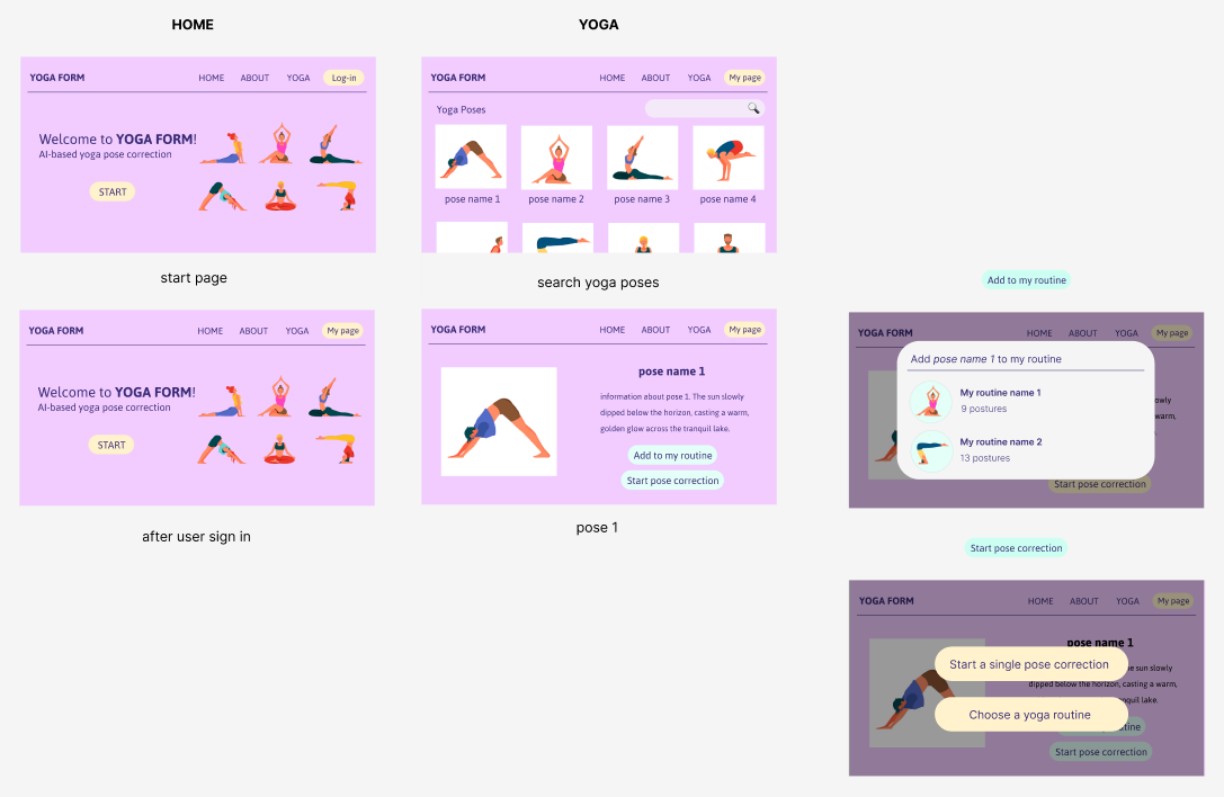 HOME
YOGA
YOGA FORM
HOME ABOUT YOGA Log-in
Welcome to YOGA FORM!
AI-based yoga pose correction
START
start page
YOGA FORM
HOME ABOUT YOGA My page
Yoga Poses
pose name 1
pose name 2
pose name 3
pose name 4
search yoga poses
YOGA FORM
HOME ABOUT YOGA My page
Welcome to YOGA FORM!
AI-based yoga pose correction
START
after user sign in
YOGA FORM
HOME ABOUT YOGA My page
pose name 1
information about pose 1. The sun slowly
dipped below the horizon, casting a warm,
golden glow across the tranquil lake.
Add to my routine
Start pose correction
pose 1
Add to my routine
YOGA FORM
HOME ABOUT YOGA My page
Add pose name 1 to my routine
My routine name 1
9 postures
My routine name 2
13 postures
Start pose correction
Start pose correction
YOGA FORM
HOME ABOUT YOGA My page
pose name 1
sun slowly
dipped below the horizon, casting a warm,
lake.
Start a single pose correction
Choose a yoga routine
Start pose correction